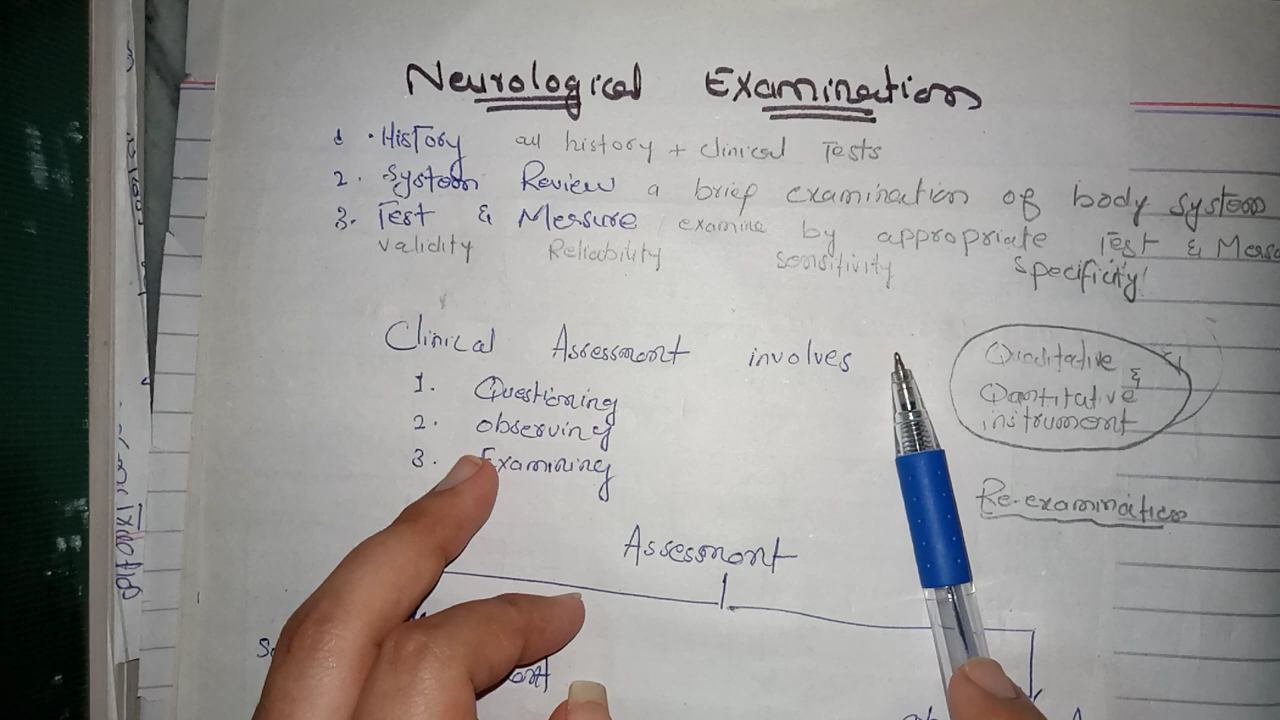 Neurological Examination
1. History all history + clinical Tests
2. System Review a brief examination of body system
3. Test & Measure examine by appropriate Test & Meas
validity Reliability sensitivity specificity
Clinical Assessment involves
1. Questioning
2. observing
3. Examining
Qualitative &
Quantitative
instrument
Re-examination
Assessment